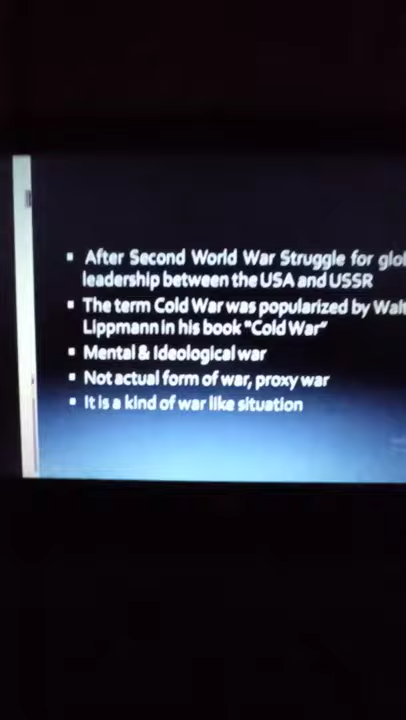 ▪ After Second World War Struggle for glo
leadership between the USA and USSR
▪ The term Cold War was popularized by Walt
Lippmann in his book "Cold War"
▪ Mental & Ideological war
▪ Not actual form of war, proxy war
▪ It is a kind of war like situation